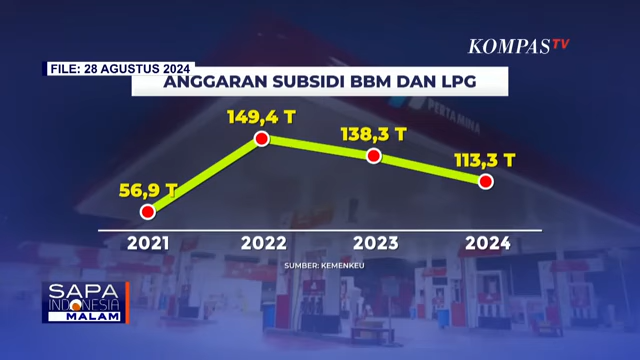 KOMPASTV
FILE: 28 AGUSTUS 2024
ANGGARAN SUBSIDI BBM DAN LPG
PERTAMINA
149,4 T
138,3 T
113,3 T
56,9 T
2021 2022 2023 2024
SUMBER: KEMENKEU
SAPA
INDONESIA
MALAM